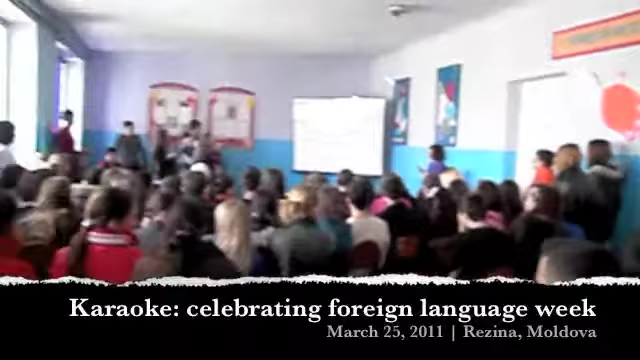 Karaoke: celebrating foreign language week
March 25, 2011 | Rezina, Moldova